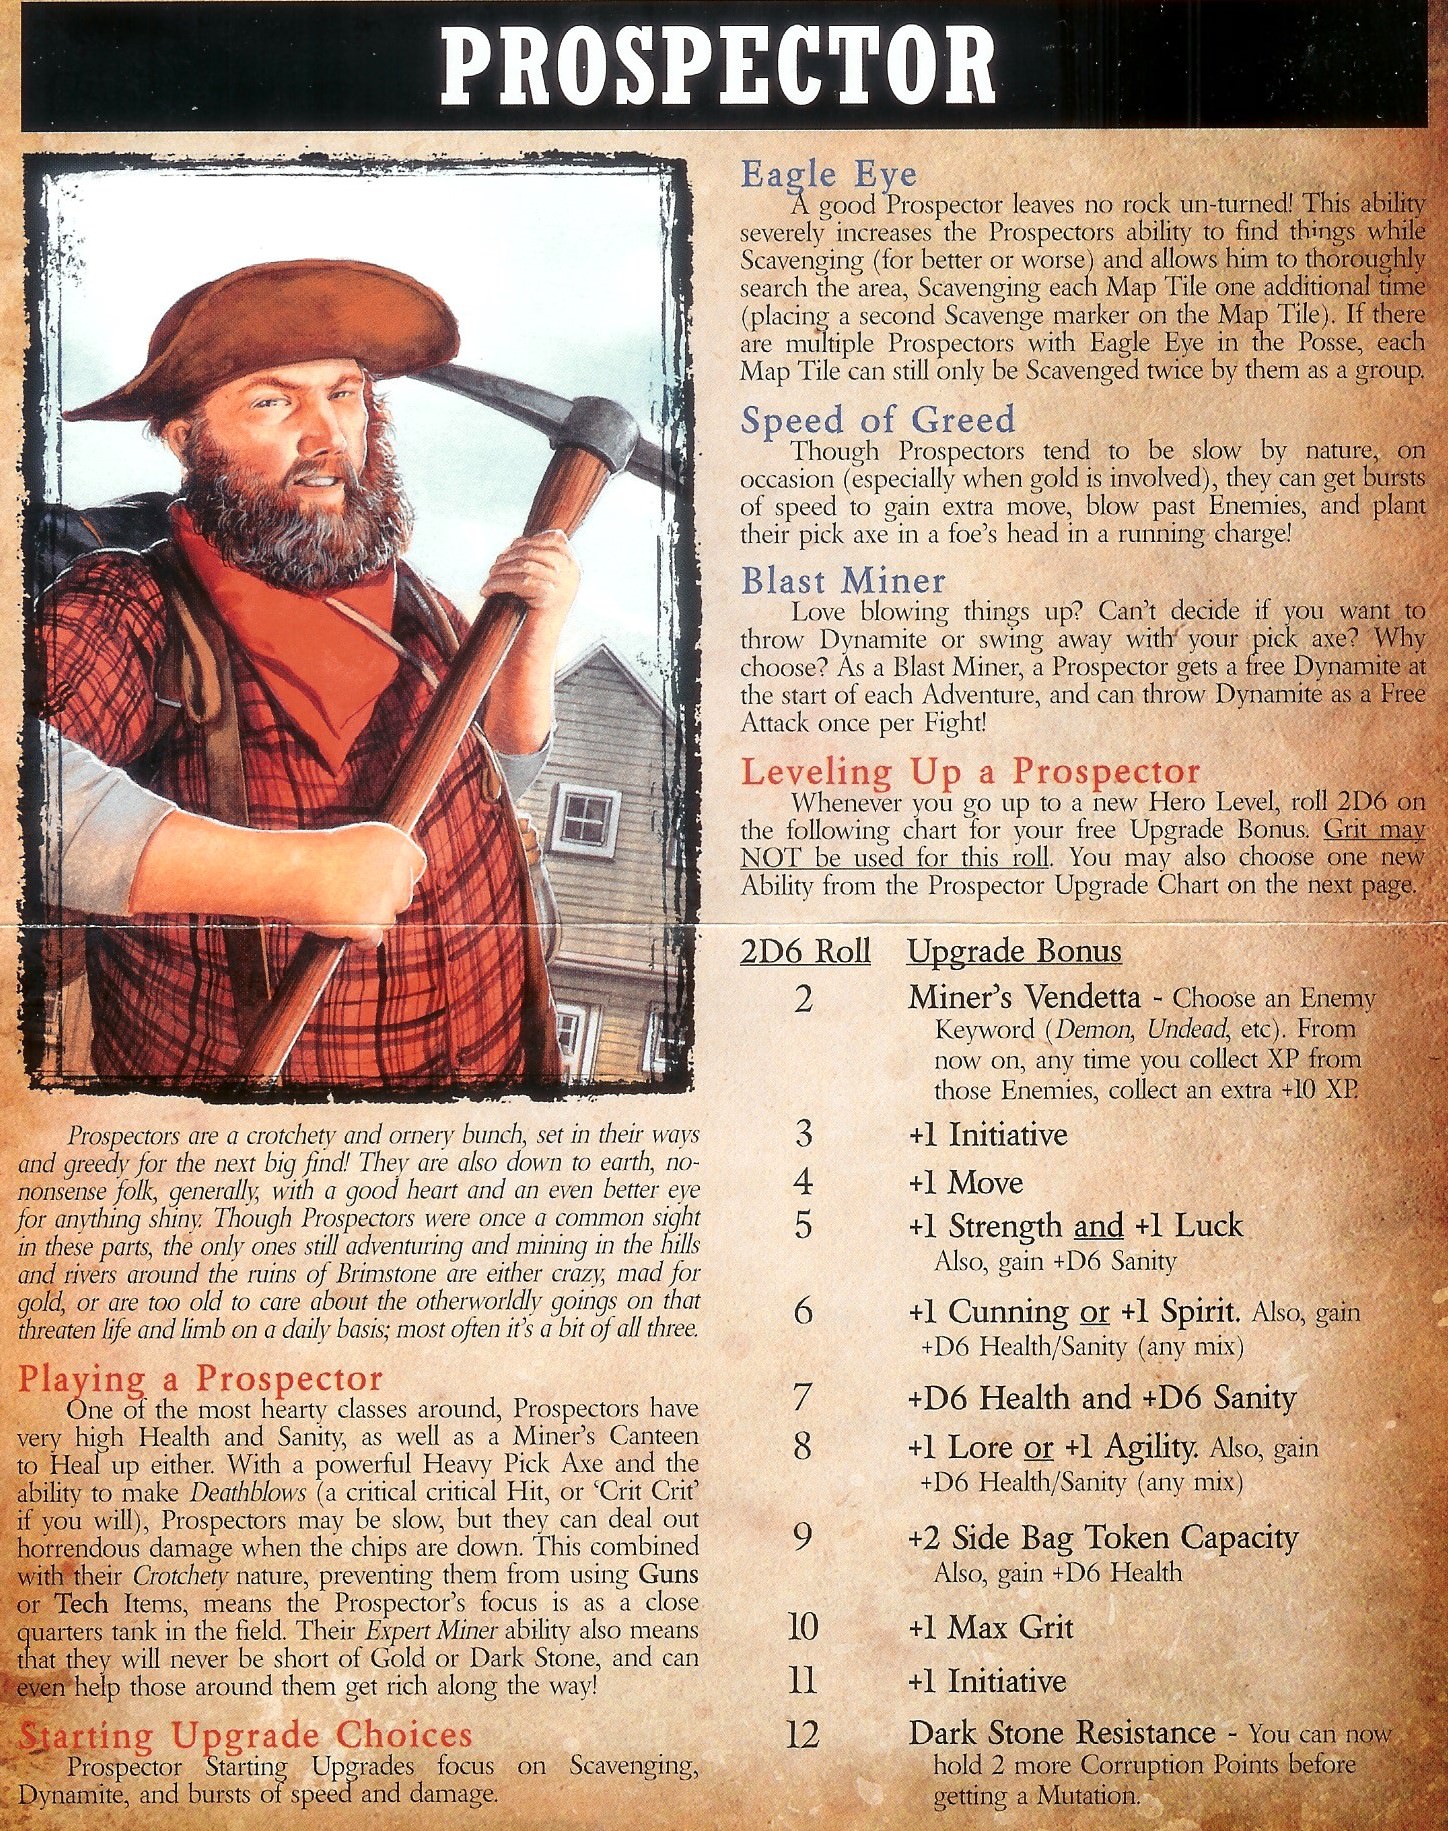 PROSPECTOR
Prospectors are a crotchety and ornery bunch, set in their ways
and greedy for the next big find! They are also down to earth, no-
nonsense folk, generally, with a good heart and an even better eye
for anything shiny. Though Prospectors were once a common sight
in these parts, the only ones still adventuring and mining in the hills
and rivers around the ruins of Brimstone are either crazy, mad for
gold, or are too old to care about the otherworldly goings on that
threaten life and limb on a daily basis; most often it's a bit of all three.
Playing a Prospector
One of the most hearty classes around, Prospectors have
very high Health and Sanity, as well as a Miner's Canteen
to Heal up either. With a powerful Heavy Pick Axe and the
ability to make Deathblows (a critical critical Hit, or 'Crit Crit'
if you will), Prospectors may be slow, but they can deal out
horrendous damage when the chips are down. This combined
with their Crotchety nature, preventing them from using Guns
or Tech Items, means the Prospector's focus is as a close
quarters tank in the field. Their Expert Miner ability also means
that they will never be short of Gold or Dark Stone, and can
even help those around them get rich along the way!
Starting Upgrade Choices
Prospector Starting Upgrades focus on Scavenging,
Dynamite, and bursts of speed and damage.
Eagle Eye
A good Prospector leaves no rock un-turned! This ability
severely increases the Prospectors ability to find things while
Scavenging (for better or worse) and allows him to thoroughly
search the area, Scavenging each Map Tile one additional time
(placing a second Scavenge marker on the Map Tile). If there
are multiple Prospectors with Eagle Eye in the Posse, each
Map Tile can still only be Scavenged twice by them as a group.
Speed of Greed
Though Prospectors tend to be slow by nature, on
occasion (especially when gold is involved), they can get bursts
of speed to gain extra move, blow past Enemies, and plant
their pick axe in a foe's head in a running charge!
Blast Miner
Love blowing things up? Can't decide if you want to
throw Dynamite or swing away with your pick axe? Why
choose? As a Blast Miner, a Prospector gets a free Dynamite at
the start of each Adventure, and can throw Dynamite as a Free
Attack once per Fight!
Leveling Up a Prospector
Whenever you go up to a new Hero Level, roll 2D6 on
the following chart for your free Upgrade Bonus. Grit may
NOT be used for this roll. You may also choose one new
Ability from the Prospector Upgrade Chart on the next page.
2D6 Roll Upgrade Bonus
2 Miner's Vendetta - Choose an Enemy
Keyword (Demon, Undead, etc). From
now on, any time you collect XP from
those Enemies, collect an extra +10 XP.
3 +1 Initiative
4 +1 Move
5 +1 Strength and +1 Luck
Also, gain +D6 Sanity
6 +1 Cunning or +1 Spirit. Also, gain
+D6 Health/Sanity (any mix)
7 +D6 Health and +D6 Sanity
8 +1 Lore or +1 Agility. Also, gain
+D6 Health/Sanity (any mix)
9 +2 Side Bag Token Capacity
Also, gain +D6 Health
10 +1 Max Grit
11 +1 Initiative
12 Dark Stone Resistance - You can now
hold 2 more Corruption Points before
getting a Mutation.